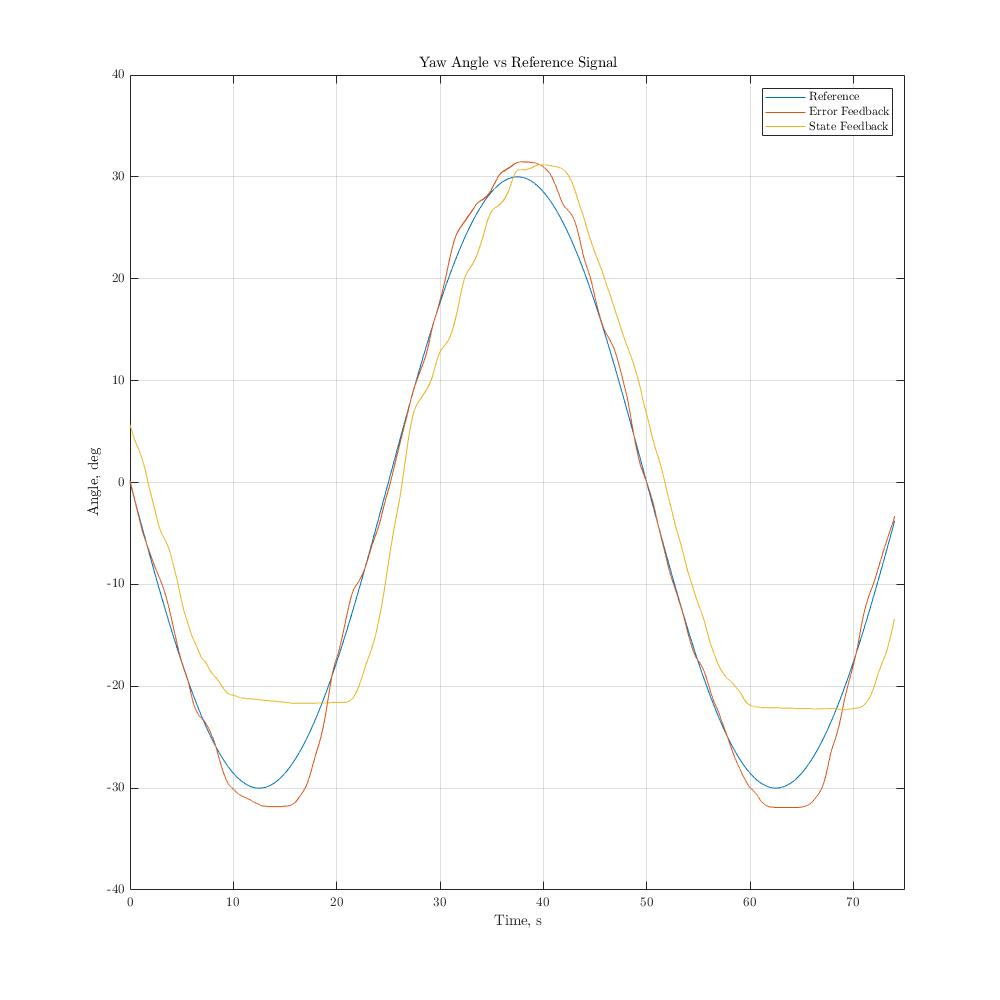 Yaw Angle vs Reference Signal
40
Reference
Error Feedback
State Feedback
30
20
10
Angle, deg
0
-10
-20
-30
-40
0 10 20 30 40 50 60 70
Time, s